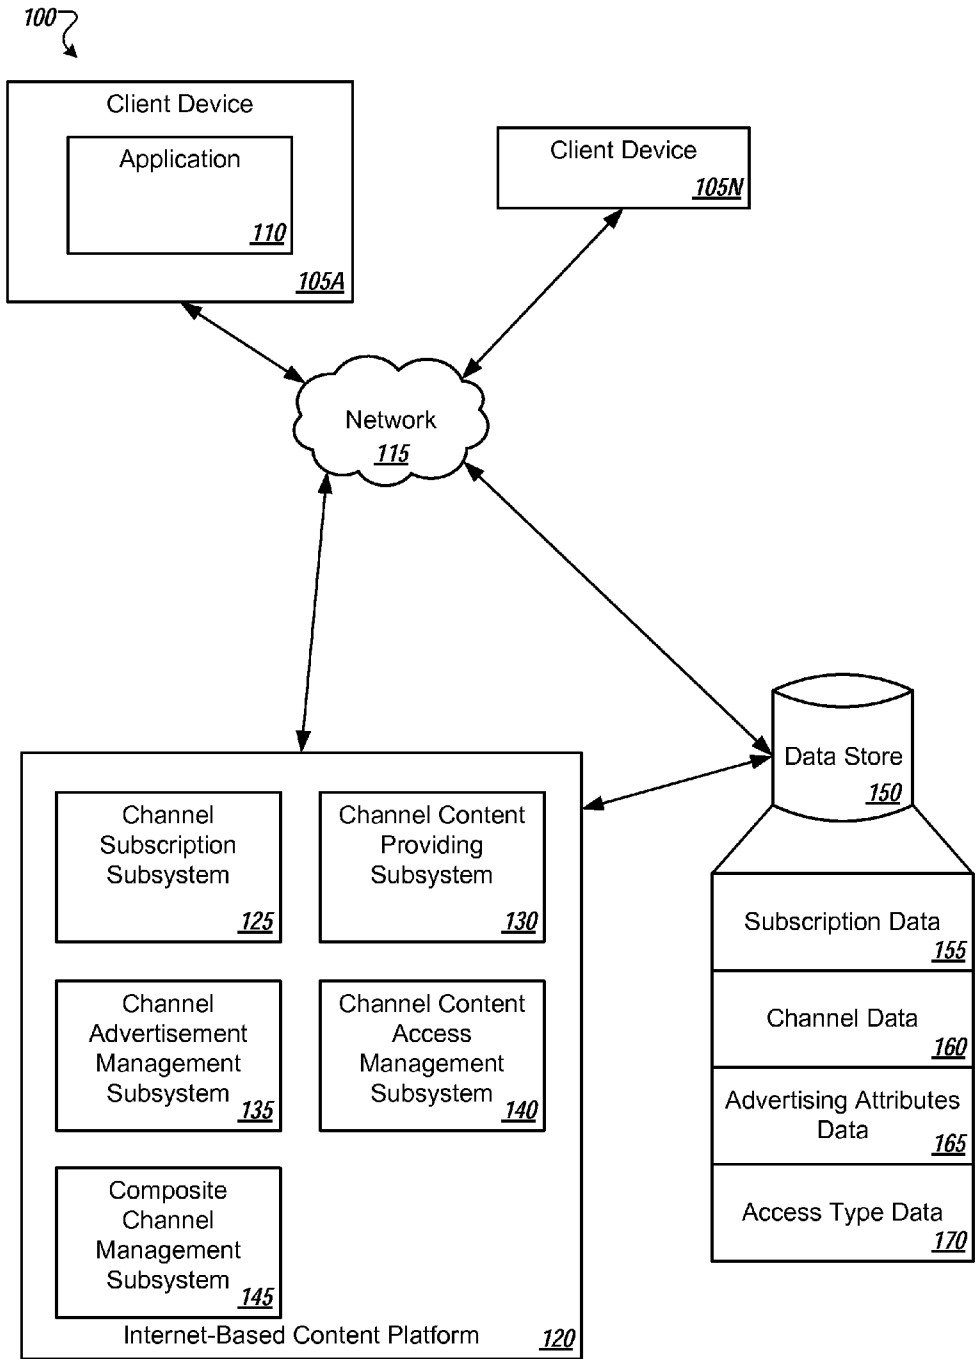 100
Client Device
Application
110
105A
Client Device
105N
Network
115
Channel
Subscription
Subsystem
125
Channel Content
Providing
Subsystem
130
Channel
Advertisement
Management
Subsystem
135
Channel Content
Access
Management
Subsystem
140
Composite
Channel
Management
Subsystem
145
Internet-Based Content Platform
120
Data Store
150
Subscription Data
155
Channel Data
160
Advertising Attributes
Data
165
Access Type Data
170